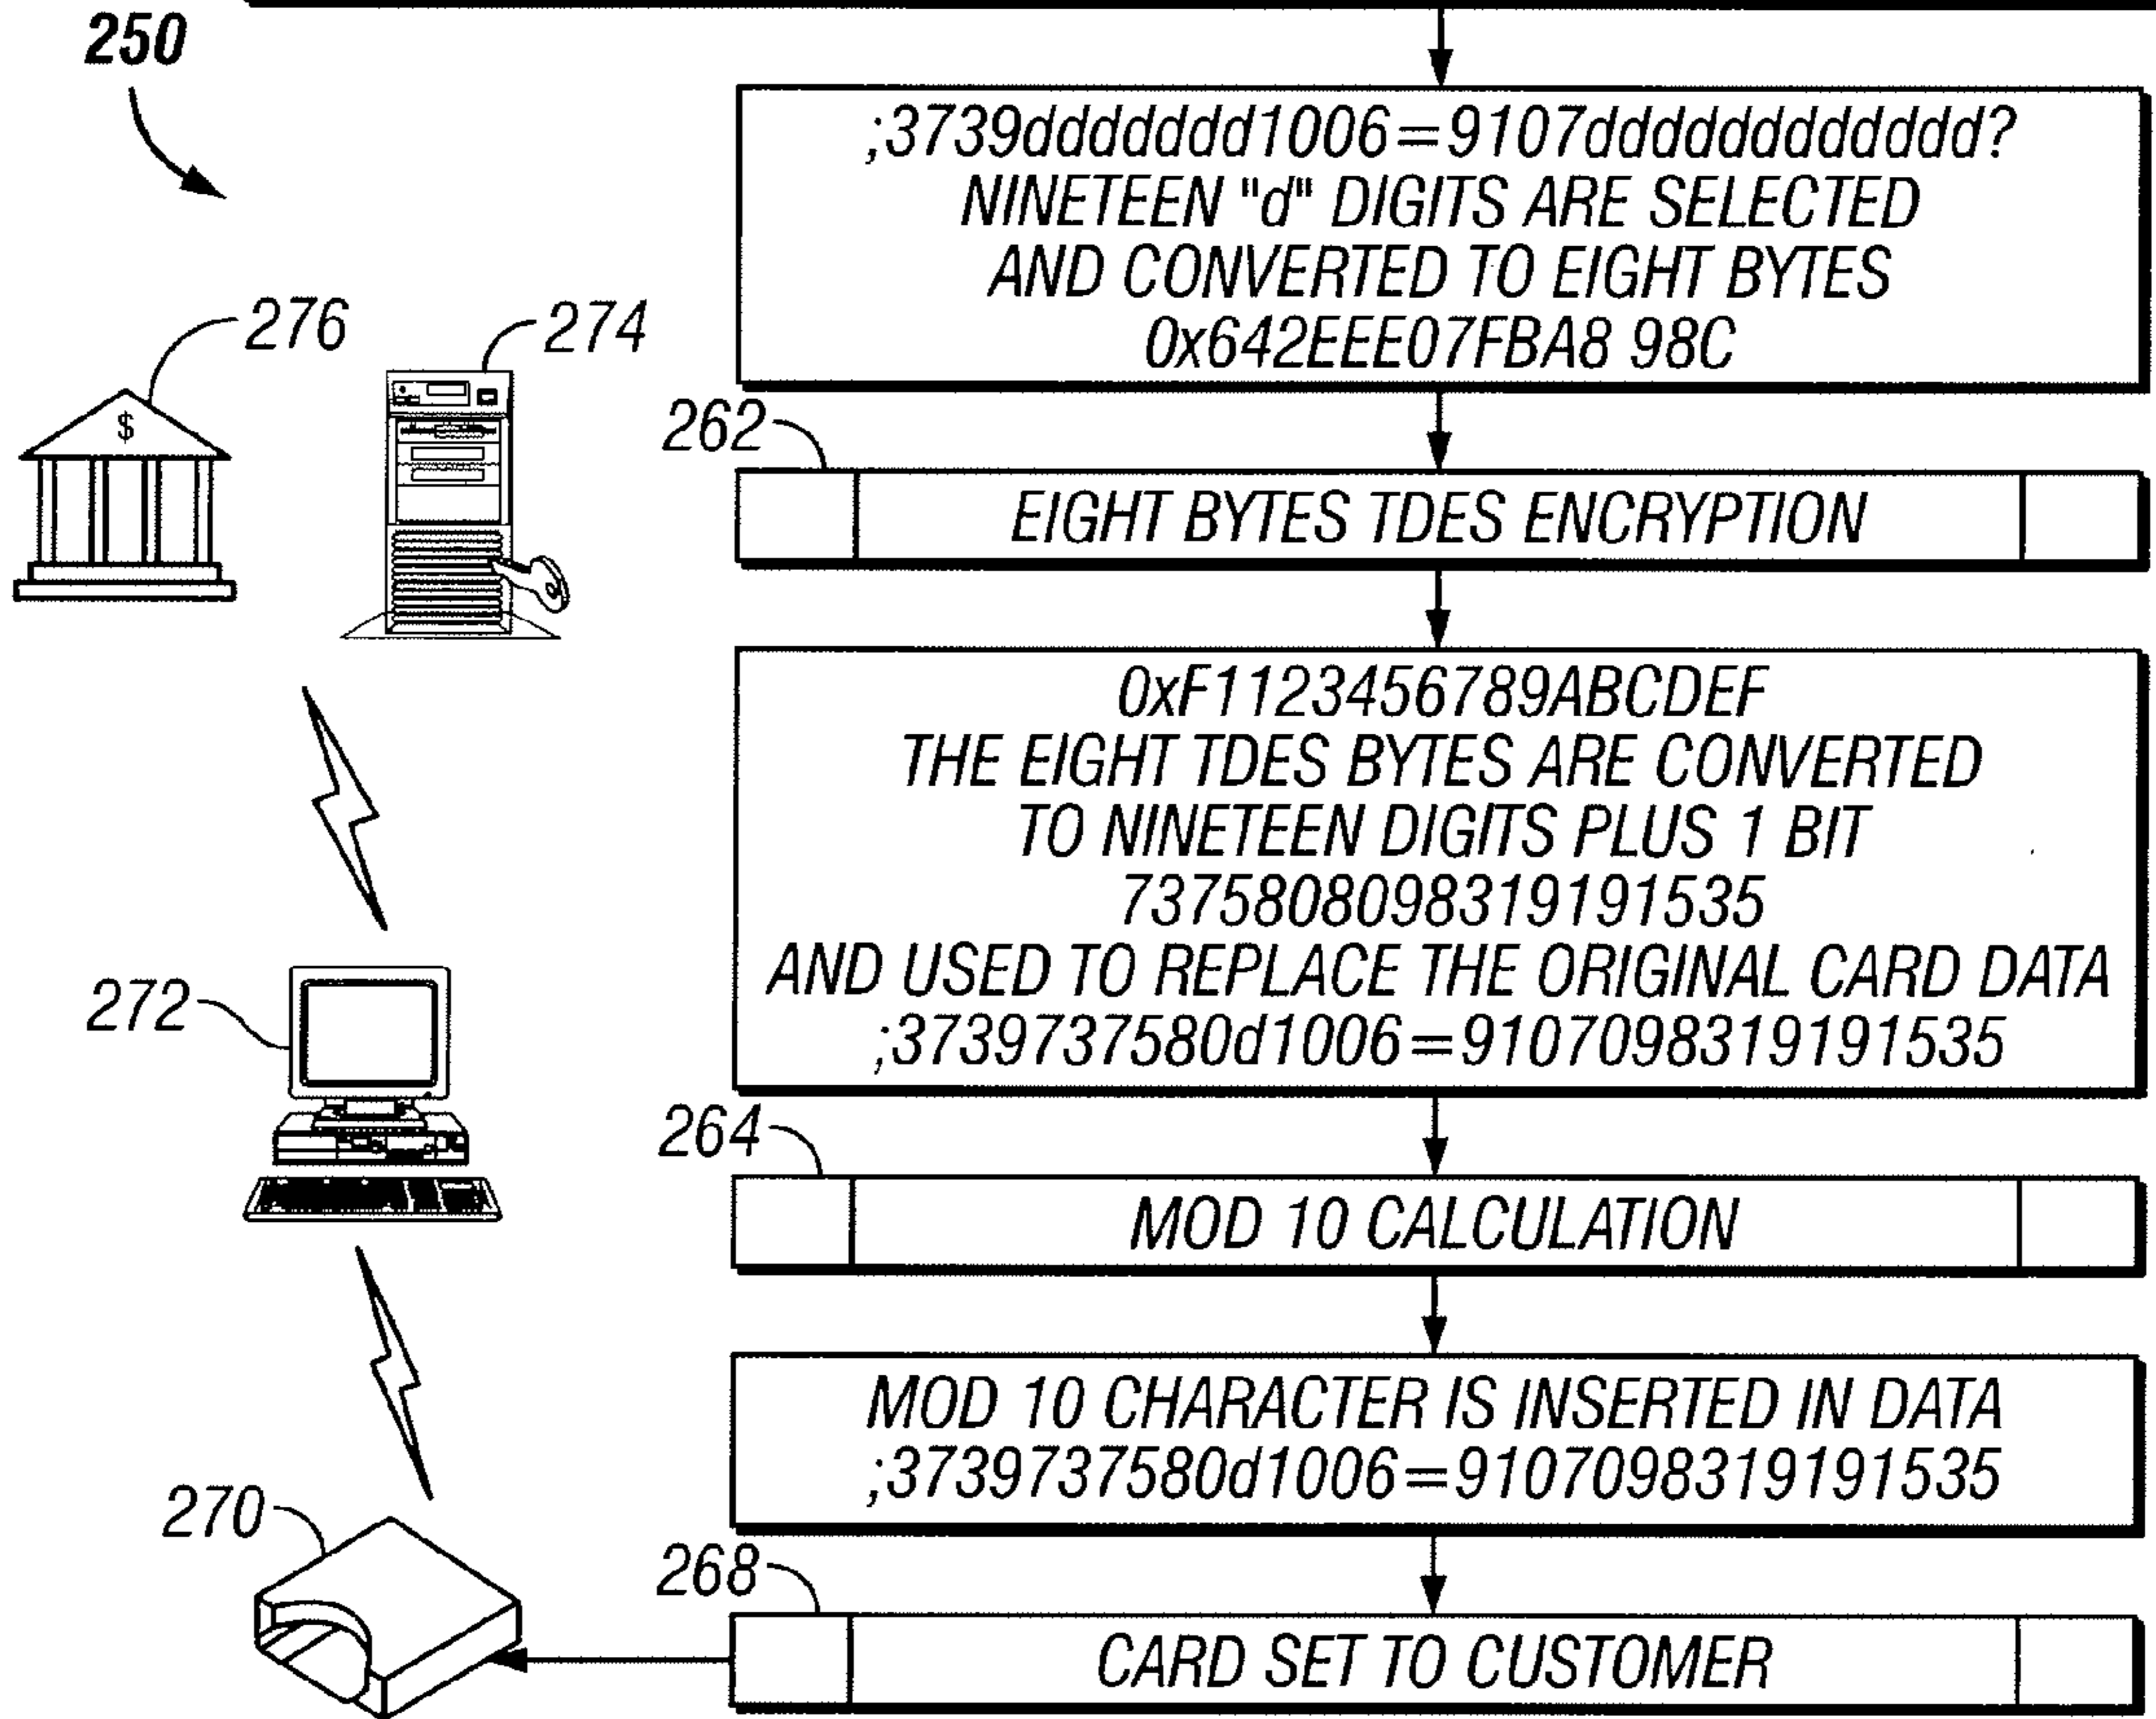 250
;3739ddddddd1006=9107dddddddddddd?
NINETEEN "d" DIGITS ARE SELECTED
AND CONVERTED TO EIGHT BYTES
0x642EEE07FBA8 98C
276
274
$
262
EIGHT BYTES TDES ENCRYPTION
0xF1123456789ABCDEF
THE EIGHT TDES BYTES ARE CONVERTED
TO NINETEEN DIGITS PLUS 1 BIT
7375808098319191535
AND USED TO REPLACE THE ORIGINAL CARD DATA
;3739737580d1006=9107098319191535
272
264
MOD 10 CALCULATION
MOD 10 CHARACTER IS INSERTED IN DATA
;3739737580d1006=9107098319191535
270
268
CARD SET TO CUSTOMER